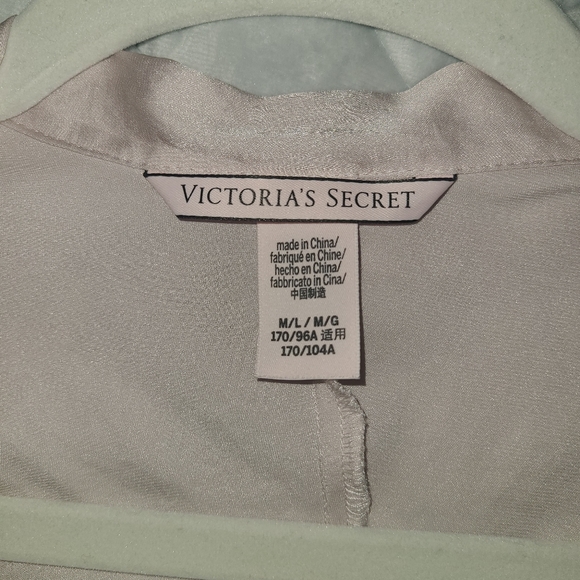 VICTORIA'S SECRET
made in China/
fabriqué en Chine/
hecho en China/
fabbricato in Cina/
中国制造
M/L / M/G
170/96A 适用
170/104A